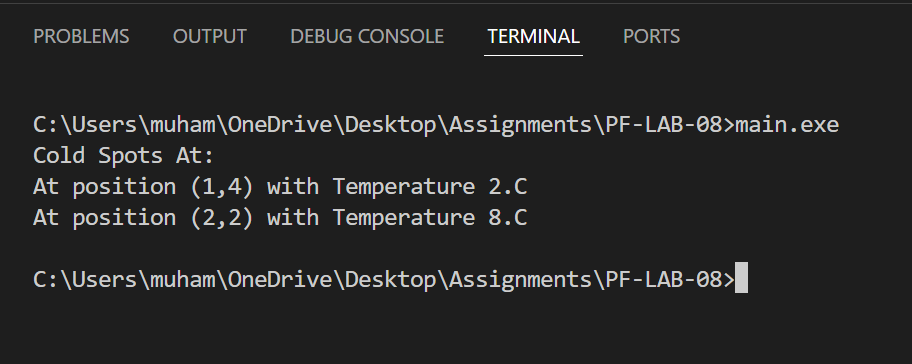 PROBLEMS OUTPUT DEBUG CONSOLE TERMINAL PORTS
C:\Users\muham\OneDrive\Desktop\Assignments\PF-LAB-08>main.exe
Cold Spots At:
At position (1,4) with Temperature 2.C
At position (2,2) with Temperature 8.C
C:\Users\muham\OneDrive\Desktop\Assignments\PF-LAB-08>